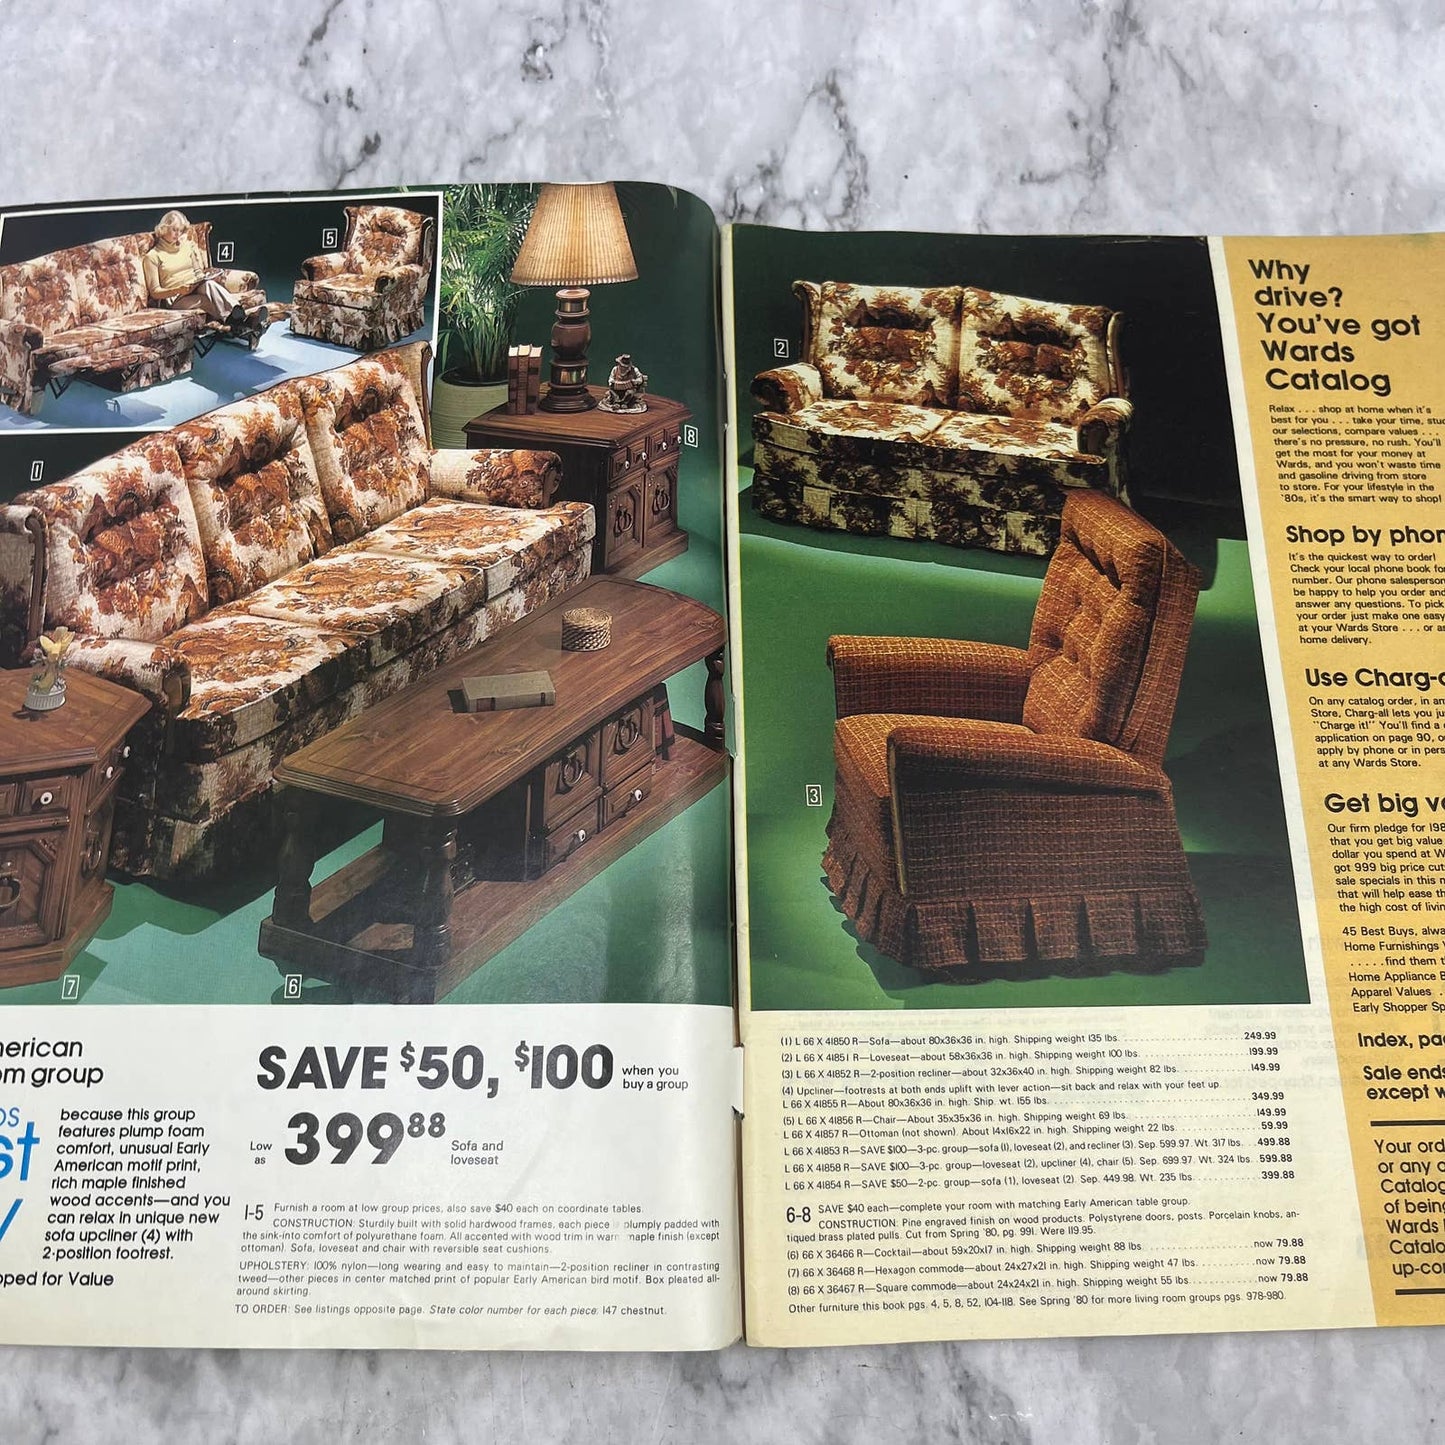 4
5
1
8
7
6
erican
m group
because this group
features plump foam
comfort, unusual Early
American motif print,
rich maple finished
wood accents—and you
can relax in unique new
sofa upcliner (4) with
2-position footrest.
pped for Value
SAVE $50, $100 when you
buy a group
Low
as
399 88
Sofa and
loveseat
1-5 Furnish a room at low group prices, also save $40 on coordinate tables.
CONSTRUCTION: Sturdily built with solid hardwood frames, each piece plumply padded with
the sink-into comfort of polyurethane foam. All accented with wood trim in warm maple finish (except
ottoman). Sofa, loveseat and chair with reversible seat cushions.
UPHOLSTERY: 100% nylon—long wearing and easy to maintain—2-position recliner in contrasting
tweed—other pieces in center matched print of popular Early American bird motif. Box pleated all-
around skirting.
TO ORDER: See listings opposite page. State color number for each piece: 147 chestnut.
2
3
(1) L 66 X 41850 R—Sofa—about 80x36x36 in. high. Shipping weight 135 lbs. 249.99
(2) L 66 X 41851 R—Loveseat—about 58x36x36 in. high. Shipping weight 100 lbs. 199.99
(3) L 66 X 41852 R—2-position recliner—about 32x36x40 in. high. Shipping weight 82 lbs. 149.99
(4) Upcliner—footrests at both ends uplift with lever action—sit back and relax with your feet up.
L 66 X 41855 R—About 80x36x36 in. high. Ship. wt. 155 lbs. 349.99
(5) L 66 X 41856 R—Chair—About 35x35x36 in. high. Shipping weight 69 lbs. 149.99
L 66 X 41857 R—Ottoman (not shown). About 14x16x22 in. high. Shipping weight 22 lbs. 59.99
L 66 X 41853 R—SAVE $100—3-pc. group—sofa (1), loveseat (2), and recliner (3). Sep. 599.97. Wt. 317 lbs. 499.88
L 66 X 41858 R—SAVE $100—3-pc. group—loveseat (2), upcliner (4), chair (5). Sep. 699.97. Wt. 324 lbs. 599.88
L 66 X 41854 R—SAVE $50—2-pc. group—sofa (1), loveseat (2). Sep. 449.98. Wt. 235 lbs. 399.88
6-8 SAVE $40 each—complete your room with matching Early American table group.
CONSTRUCTION: Pine engraved finish on wood products. Polystyrene doors, posts. Porcelain knobs, an-
tiqued brass plated pulls. Cut from Spring '80, pg. 991. Were 119.95.
(6) 66 X 36466 R—Cocktail—about 59x20x17 in. high. Shipping weight 88 lbs. now 79.88
(7) 66 X 36468 R—Hexagon commode—about 24x27x21 in. high. Shipping weight 47 lbs. now 79.88
(8) 66 X 36467 R—Square commode—about 24x24x21 in. high. Shipping weight 55 lbs. now 79.88
Other furniture this book pgs. 4, 5, 8, 52, 104-118. See Spring '80 for more living room groups pgs. 978-980.
Why
drive?
You've got
Wards
Catalog
Relax . . . shop at home when it's
best for you . . . take your time, stud
our selections, compare values . . .
there's no pressure, no rush. You'll
get the most for your money at
Wards, and you won't waste time
and gasoline driving from store
to store. For your lifestyle in the
'80s, it's the smart way to shop!
Shop by phon
It's the quickest way to order!
Check your local phone book for
number. Our phone salesperson
be happy to help you order and
answer any questions. To pick
your order just make one easy
at your Wards Store . . . or a
home delivery.
Use Charg-a
On any catalog order, in an
Store, Charg-all lets you ju
"Charge it!" You'll find a
application on page 90, o
apply by phone or in pers
at any Wards Store.
Get big v
Our firm pledge for 198
that you get big value
dollar you spend at W
got 999 big price cut
sale specials in this
that will help ease th
the high cost of livin
45 Best Buys, alwa
Home Furnishings
. . . . .find them t
Home Appliance
Apparel Values
Early Shopper Sp
Index, pa
Sale ends
except w
Your ord
or any o
Catalog
of being
Wards
Catalo
up-co